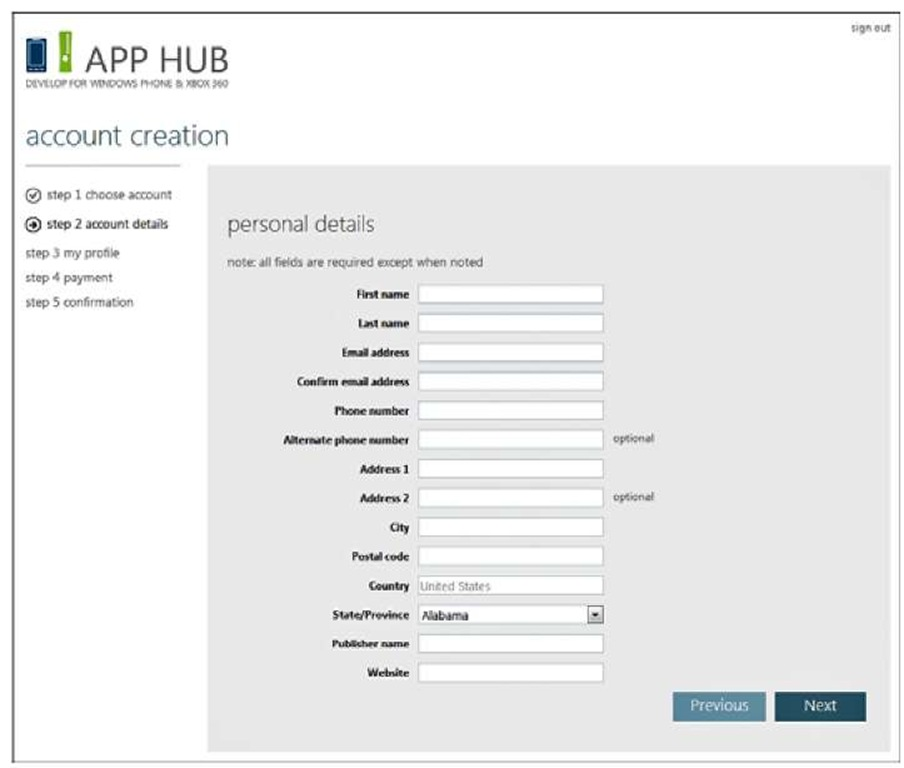 sign out
APP HUB
DEVELOP FOR WINDOWS PHONE & XBOX 360
account creation
step 1 choose account
step 2 account details
step 3 my profile
step 4 payment
step 5 confirmation
personal details
note: all fields are required except when noted
First name
Last name
Email address
Confirm email address
Phone number
Alternate phone number optional
Address 1
Address 2 optional
City
Postal code
Country United States
State/Province Alabama
Publisher name
Website
Previous Next